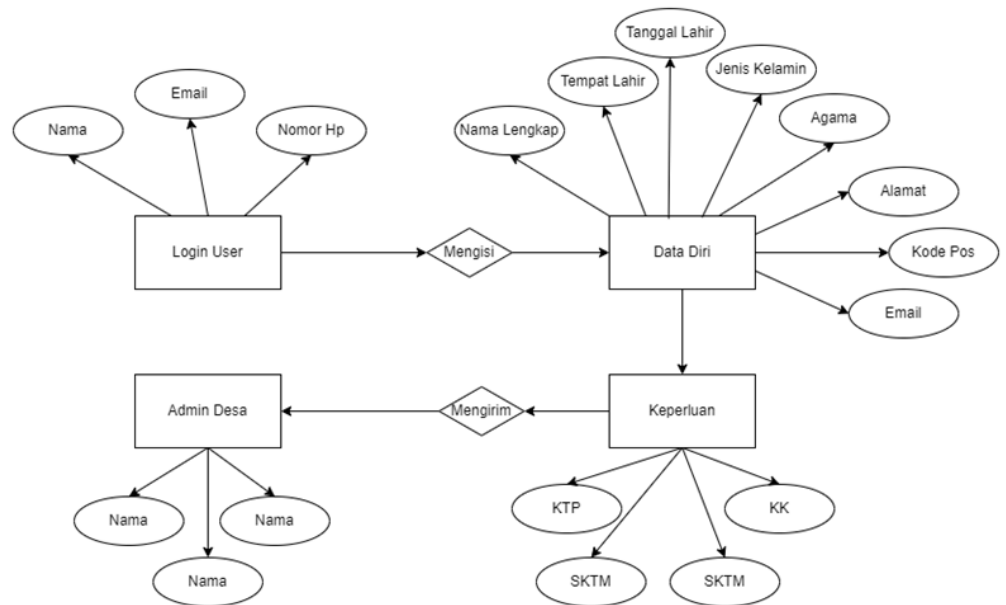 Tanggal Lahir
Tempat Lahir
Jenis Kelamin
Email
Nama
Nomor Hp
Nama Lengkap
Agama
Alamat
Login User
Mengisi
Data Diri
Kode Pos
Email
Admin Desa
Mengirim
Keperluan
Nama
Nama
Nama
KTP
KK
SKTM
SKTM